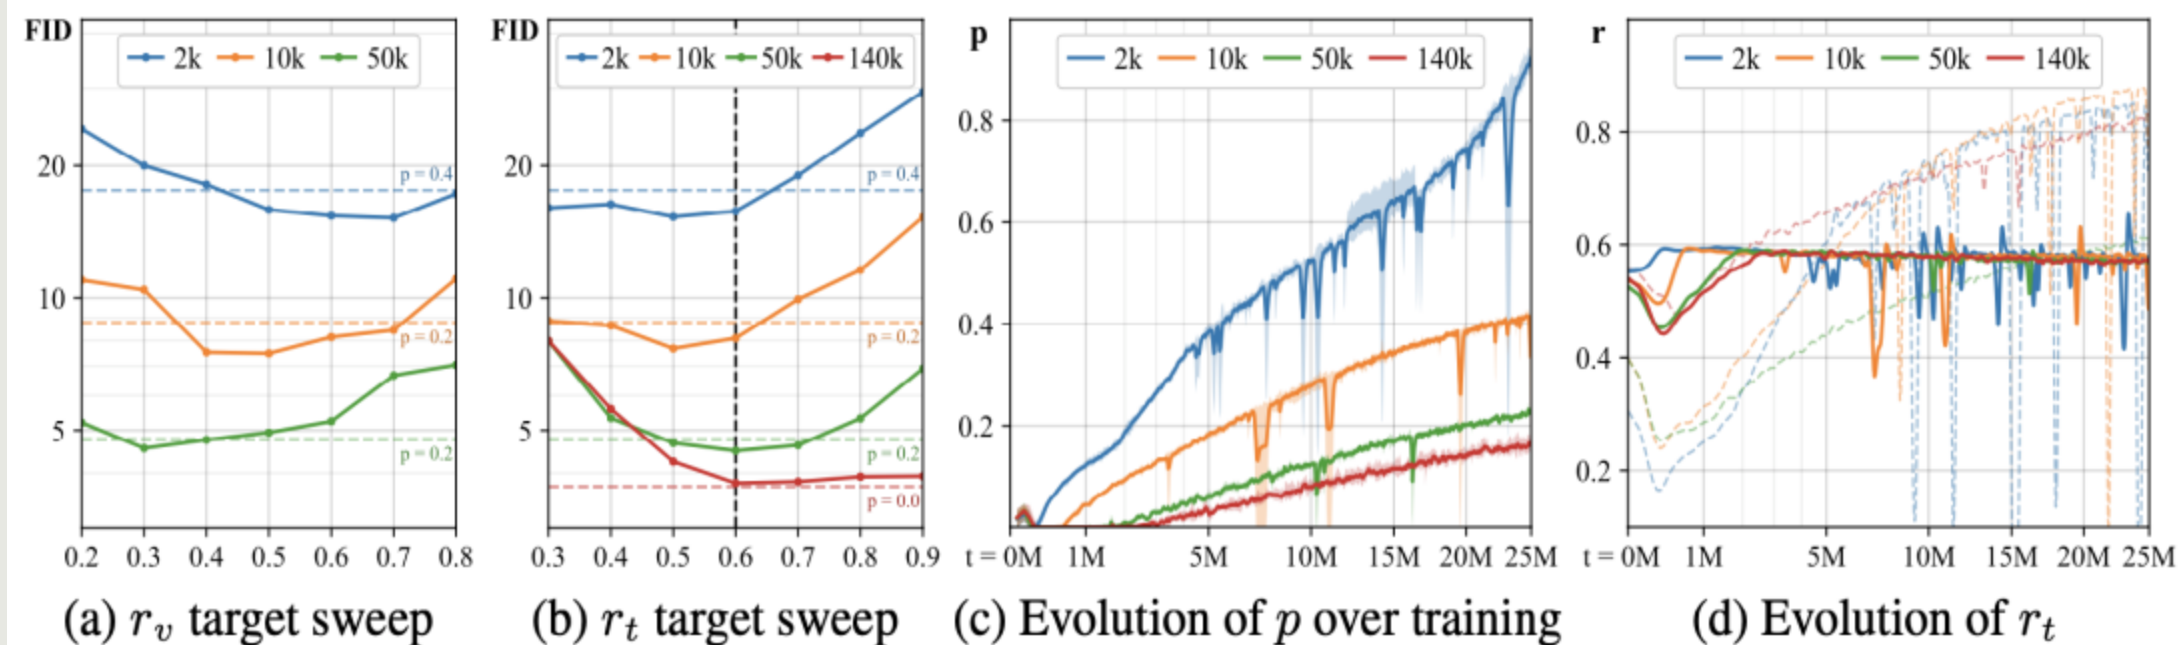 FID
2k 10k 50k
20
10
5
p = 0.4
p = 0.2
p = 0.2
0.2 0.3 0.4 0.5 0.6 0.7 0.8
(a) r_v target sweep
FID
2k 10k 50k 140k
20
10
5
p = 0.4
p = 0.2
p = 0.2
p = 0.0
0.3 0.4 0.5 0.6 0.7 0.8 0.9
(b) r_t target sweep
p
2k 10k 50k 140k
0.8
0.6
0.4
0.2
t = 0M 1M 5M 10M 15M 20M 25M
(c) Evolution of p over training
r
2k 10k 50k 140k
0.8
0.6
0.4
0.2
t = 0M 1M 5M 10M 15M 20M 25M
(d) Evolution of r_t